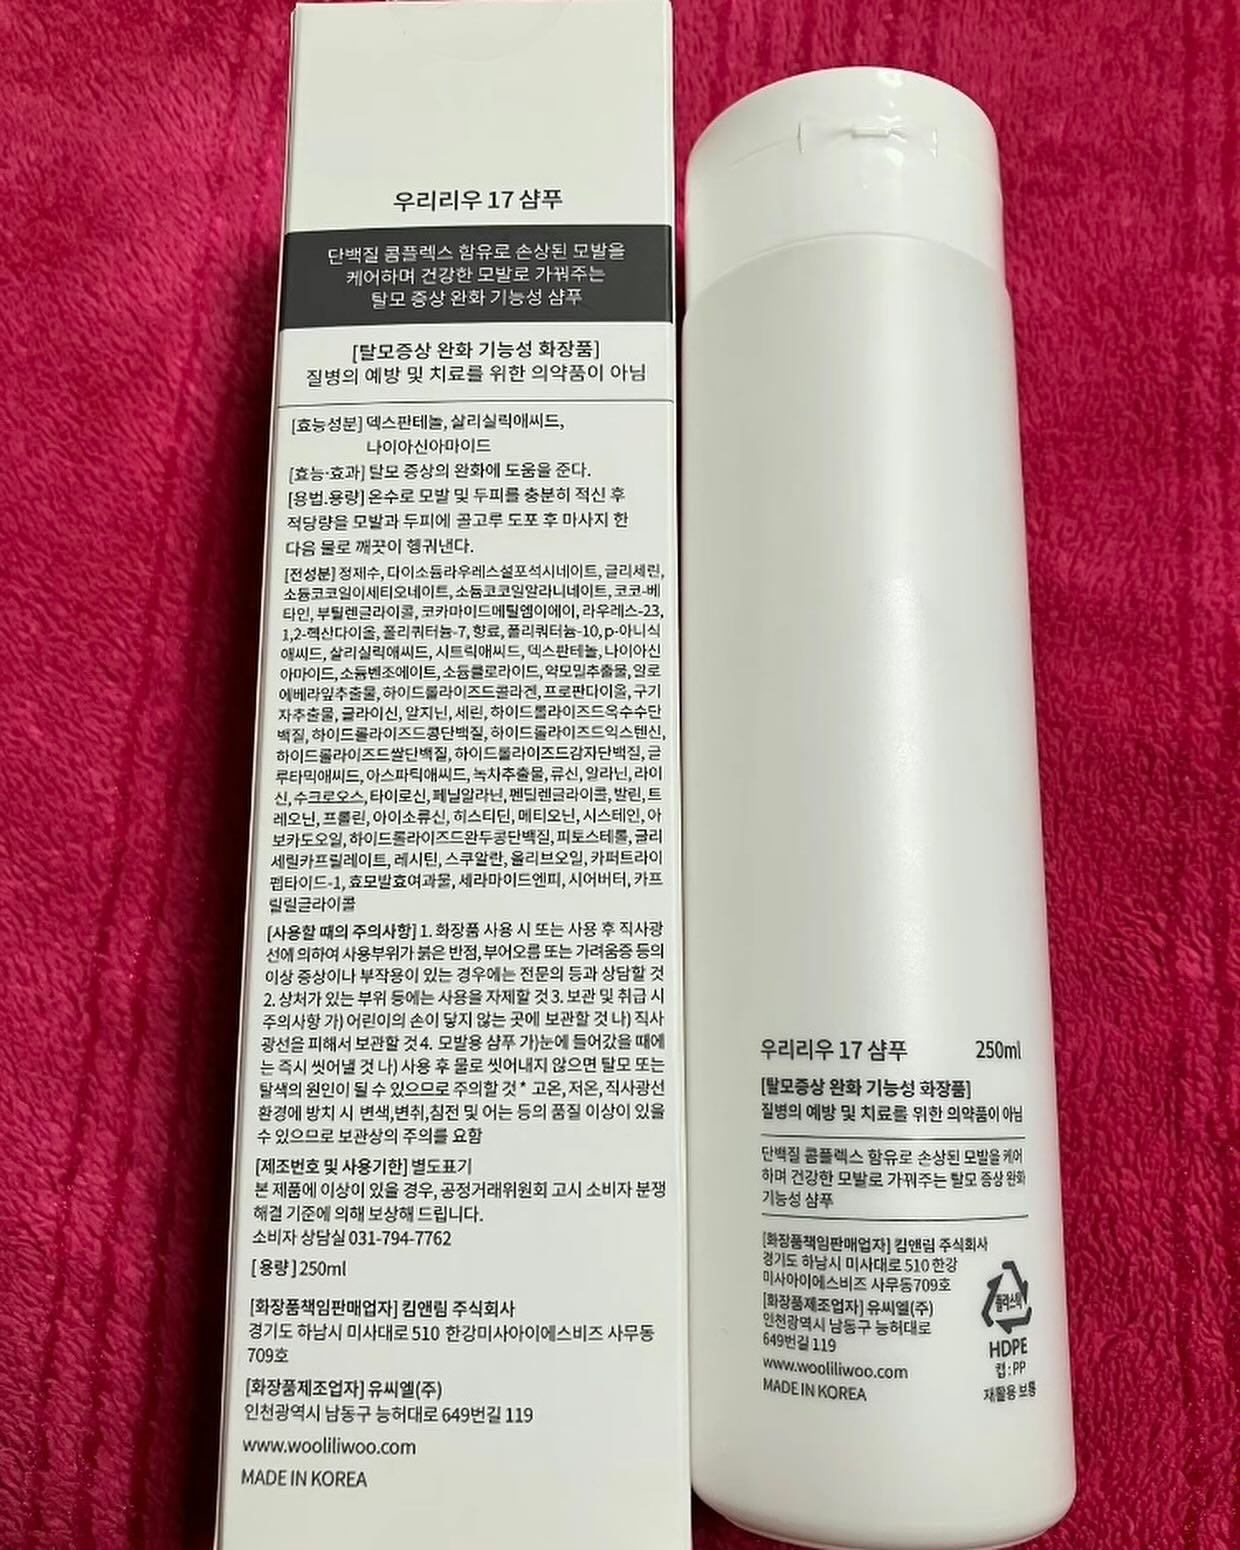 우리리우 17 샴푸
단백질 콤플렉스 함유로 손상된 모발을
케어하며 건강한 모발로 가꿔주는
탈모 증상 완화 기능성 샴푸
[탈모증상 완화 기능성 화장품]
질병의 예방 및 치료를 위한 의약품이 아님
[효능성분] 덱스판테놀, 살리실릭애씨드,
나이아신아마이드
[효능·효과] 탈모 증상의 완화에 도움을 준다.
[용법.용량] 온수로 모발 및 두피를 충분히 적신 후
적당량을 모발과 두피에 골고루 도포 후 마사지 한
다음 물로 깨끗이 헹궈낸다.
[전성분] 정제수, 다이소듐라우레스설포석시네이트, 글리세린,
소듐코코일이세티오네이트, 소듐코코일알라니네이트, 코코-베
타인, 부틸렌글라이콜, 코카마이드메틸엠이에이, 라우레스-23,
1,2-헥산다이올, 폴리쿼터늄-7, 향료, 폴리쿼터늄-10, p-아니식
애씨드, 살리실릭애씨드, 시트릭애씨드, 덱스판테놀, 나이아신
아마이드, 소듐벤조에이트, 소듐클로라이드, 약모밀추출물, 알로
에베라잎추출물, 하이드롤라이즈드콜라겐, 프로판다이올, 구기
자추출물, 글라이신, 알지닌, 세린, 하이드롤라이즈드옥수수단
백질, 하이드롤라이즈드콩단백질, 하이드롤라이즈드익스텐신,
하이드롤라이즈드쌀단백질, 하이드롤라이즈드감자단백질, 글
루타믹애씨드, 아스파틱애씨드, 녹차추출물, 류신, 알라닌, 라이
신, 수크로오스, 타이로신, 페닐알라닌, 펜틸렌글라이콜, 발린, 트
레오닌, 프롤린, 아이소류신, 히스티딘, 메티오닌, 시스테인, 아
보카도오일, 하이드롤라이즈드완두콩단백질, 피토스테롤, 글리
세릴카프릴레이트, 레시틴, 스쿠알란, 올리브오일, 카퍼트라이
펩타이드-1, 효모발효여과물, 세라마이드엔피, 시어버터, 카프
릴릴글라이콜
[사용할 때의 주의사항] 1. 화장품 사용 시 또는 사용 후 직사광
선에 의하여 사용부위가 붉은 반점, 부어오름 또는 가려움증 등의
이상 증상이나 부작용이 있는 경우에는 전문의 등과 상담할 것
2. 상처가 있는 부위 등에는 사용을 자제할 것 3. 보관 및 취급 시
주의사항 가) 어린이의 손이 닿지 않는 곳에 보관할 것 나) 직사
광선을 피해서 보관할 것 4. 모발용 샴푸 가)눈에 들어갔을 때에
는 즉시 씻어낼 것 나) 사용 후 물로 씻어내지 않으면 탈모 또는
탈색의 원인이 될 수 있으므로 주의할 것 * 고온, 저온, 직사광선
환경에 방치 시 변색,변취,침전 및 어는 등의 품질 이상이 있을
수 있으므로 보관상의 주의를 요함
[제조번호 및 사용기한] 별도표기
본 제품에 이상이 있을 경우, 공정거래위원회 고시 소비자 분쟁
해결 기준에 의해 보상해 드립니다.
소비자 상담실 031-794-7762
[용량] 250ml
[화장품책임판매업자] 킴앤림 주식회사
경기도 하남시 미사대로 510 한강미사아이에스비즈 사무동
709호
[화장품제조업자] 유씨엘(주)
인천광역시 남동구 능허대로 649번길 119
www.wooliliwoo.com
MADE IN KOREA
우리리우 17 샴푸 250ml
[탈모증상 완화 기능성 화장품]
질병의 예방 및 치료를 위한 의약품이 아님
단백질 콤플렉스 함유로 손상된 모발을 케어
하며 건강한 모발로 가꿔주는 탈모 증상 완화
기능성 샴푸
[화장품책임판매업자] 킴앤림 주식회사
경기도 하남시 미사대로 510 한강
미사아이에스비즈 사무동709호
[화장품제조업자] 유씨엘(주)
인천광역시 남동구 능허대로
649번길 119
www.wooliliwoo.com
MADE IN KOREA
플라스틱
HDPE
캡 : PP
재활용 보통